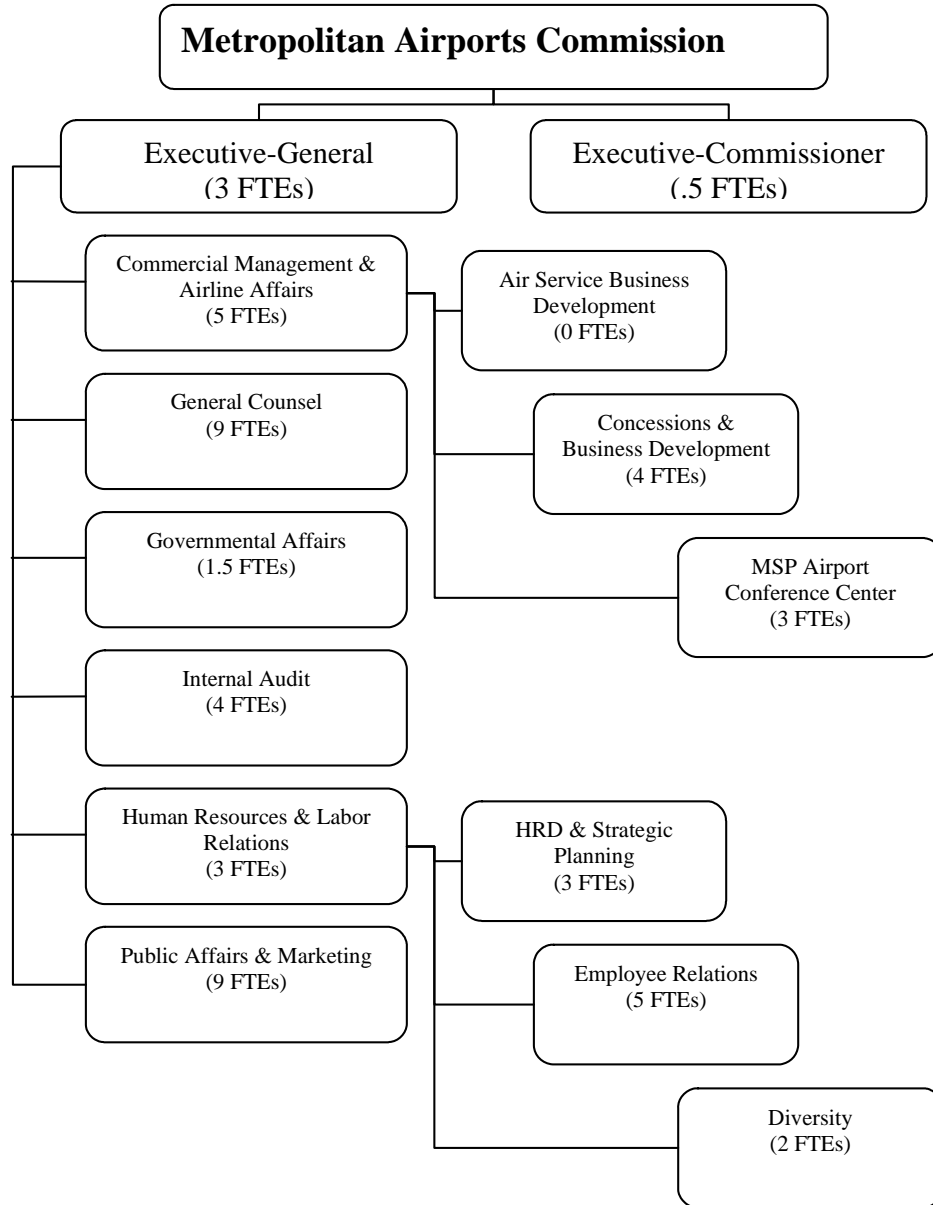 Metropolitan Airports Commission
Executive-General
(3 FTEs)
Executive-Commissioner
(.5 FTEs)
Commercial Management &
Airline Affairs
(5 FTEs)
Air Service Business
Development
(0 FTEs)
General Counsel
(9 FTEs)
Concessions &
Business Development
(4 FTEs)
Governmental Affairs
(1.5 FTEs)
MSP Airport
Conference Center
(3 FTEs)
Internal Audit
(4 FTEs)
Human Resources & Labor
Relations
(3 FTEs)
HRD & Strategic
Planning
(3 FTEs)
Public Affairs & Marketing
(9 FTEs)
Employee Relations
(5 FTEs)
Diversity
(2 FTEs)